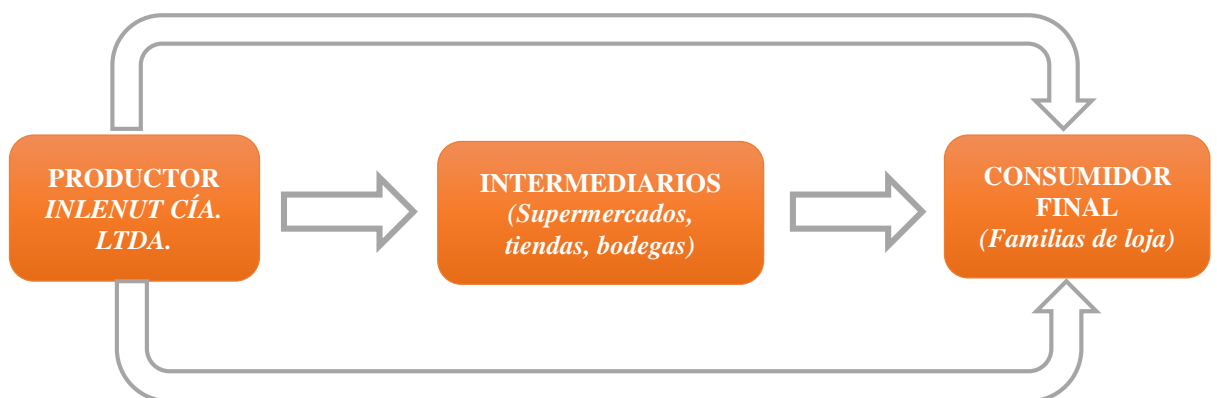 PRODUCTOR
INLENUT CÍA.
LTDA.
INTERMEDIARIOS
(Supermercados,
tiendas, bodegas)
CONSUMIDOR
FINAL
(Familias de loja)